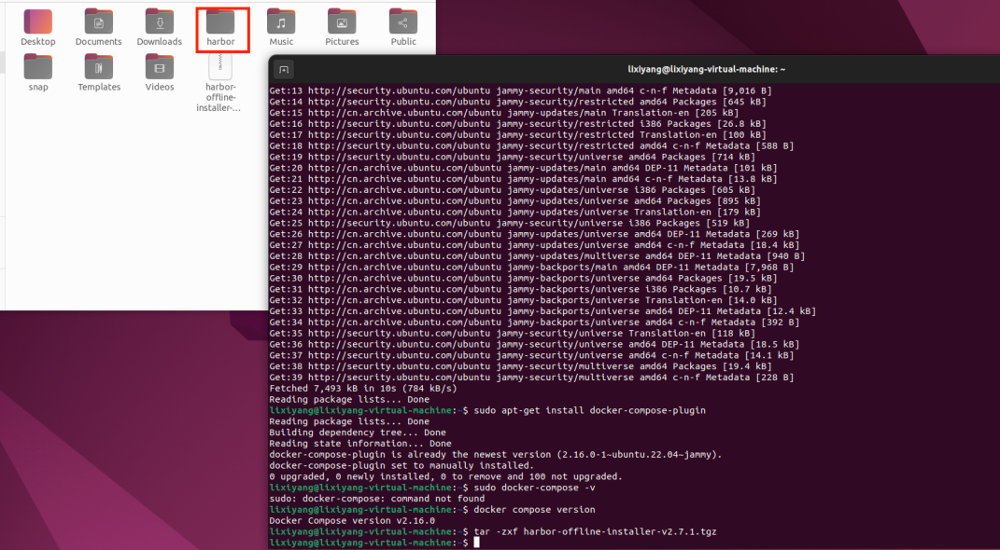 Desktop
Documents
Downloads
harbor
Music
Pictures
Public
snap
Templates
Videos
harbor-
offline-
installer-...
lixiyang@lixiyang-virtual-machine: ~
Get:13 http://security.ubuntu.com/ubuntu jammy-security/main amd64 c-n-f Metadata [9,016 B]
Get:14 http://security.ubuntu.com/ubuntu jammy-security/restricted amd64 Packages [645 kB]
Get:15 http://cn.archive.ubuntu.com/ubuntu jammy-updates/main Translation-en [205 kB]
Get:16 http://security.ubuntu.com/ubuntu jammy-security/restricted i386 Packages [26.8 kB]
Get:17 http://security.ubuntu.com/ubuntu jammy-security/restricted Translation-en [100 kB]
Get:18 http://security.ubuntu.com/ubuntu jammy-security/restricted amd64 c-n-f Metadata [588 B]
Get:19 http://security.ubuntu.com/ubuntu jammy-security/universe amd64 Packages [714 kB]
Get:20 http://cn.archive.ubuntu.com/ubuntu jammy-updates/main amd64 DEP-11 Metadata [101 kB]
Get:21 http://cn.archive.ubuntu.com/ubuntu jammy-updates/main amd64 c-n-f Metadata [13.8 kB]
Get:22 http://cn.archive.ubuntu.com/ubuntu jammy-updates/universe i386 Packages [605 kB]
Get:23 http://cn.archive.ubuntu.com/ubuntu jammy-updates/universe amd64 Packages [895 kB]
Get:24 http://cn.archive.ubuntu.com/ubuntu jammy-updates/universe Translation-en [179 kB]
Get:25 http://security.ubuntu.com/ubuntu jammy-security/universe i386 Packages [519 kB]
Get:26 http://cn.archive.ubuntu.com/ubuntu jammy-updates/universe amd64 DEP-11 Metadata [269 kB]
Get:27 http://cn.archive.ubuntu.com/ubuntu jammy-updates/universe amd64 c-n-f Metadata [18.4 kB]
Get:28 http://cn.archive.ubuntu.com/ubuntu jammy-updates/multiverse amd64 DEP-11 Metadata [940 B]
Get:29 http://cn.archive.ubuntu.com/ubuntu jammy-backports/main amd64 DEP-11 Metadata [7,968 B]
Get:30 http://cn.archive.ubuntu.com/ubuntu jammy-backports/universe amd64 Packages [19.5 kB]
Get:31 http://cn.archive.ubuntu.com/ubuntu jammy-backports/universe i386 Packages [10.7 kB]
Get:32 http://cn.archive.ubuntu.com/ubuntu jammy-backports/universe Translation-en [14.0 kB]
Get:33 http://cn.archive.ubuntu.com/ubuntu jammy-backports/universe amd64 DEP-11 Metadata [12.4 kB]
Get:34 http://cn.archive.ubuntu.com/ubuntu jammy-backports/universe amd64 c-n-f Metadata [392 B]
Get:35 http://security.ubuntu.com/ubuntu jammy-security/universe Translation-en [118 kB]
Get:36 http://security.ubuntu.com/ubuntu jammy-security/universe amd64 DEP-11 Metadata [18.5 kB]
Get:37 http://security.ubuntu.com/ubuntu jammy-security/universe amd64 c-n-f Metadata [14.1 kB]
Get:38 http://security.ubuntu.com/ubuntu jammy-security/multiverse amd64 Packages [19.4 kB]
Get:39 http://security.ubuntu.com/ubuntu jammy-security/multiverse amd64 c-n-f Metadata [228 B]
Fetched 7,493 kB in 10s (784 kB/s)
Reading package lists... Done
lixiyang@lixiyang-virtual-machine:~$ sudo apt-get install docker-compose-plugin
Reading package lists... Done
Building dependency tree... Done
Reading state information... Done
docker-compose-plugin is already the newest version (2.16.0-1~ubuntu.22.04~jammy).
docker-compose-plugin set to manually installed.
0 upgraded, 0 newly installed, 0 to remove and 100 not upgraded.
lixiyang@lixiyang-virtual-machine:~$ sudo docker-compose -v
sudo: docker-compose: command not found
lixiyang@lixiyang-virtual-machine:~$ docker compose version
Docker Compose version v2.16.0
lixiyang@lixiyang-virtual-machine:~$ tar -zxf harbor-offline-installer-v2.7.1.tgz
lixiyang@lixiyang-virtual-machine:~$